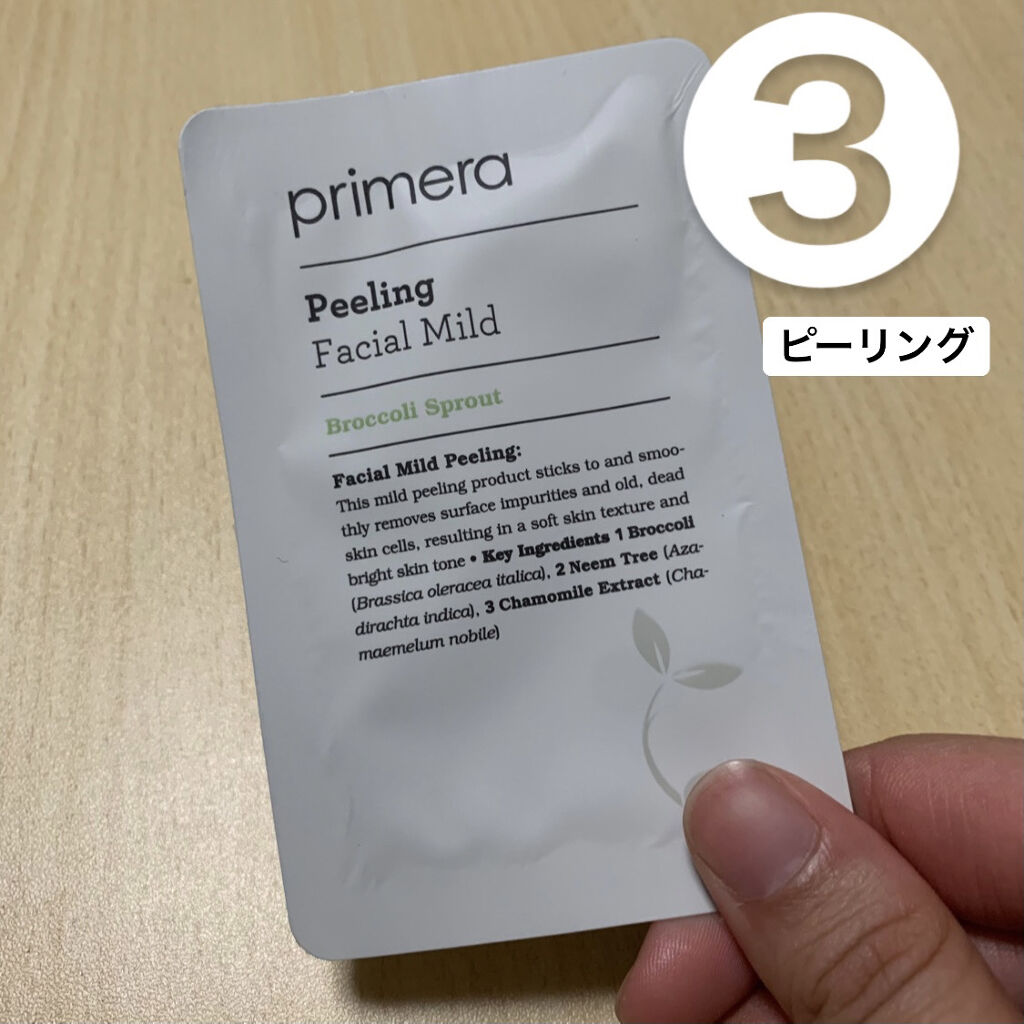 primera
3
Peeling
Facial Mild
ピーリング
Broccoli Sprout
Facial Mild Peeling:
This mild peeling product sticks to and smoo-
thly removes surface impurities and old, dead
skin cells, resulting in a soft skin texture and
bright skin tone • Key Ingredients 1 Broccoli
(Brassica oleracea italica), 2 Neem Tree (Aza-
dirachta indica), 3 Chamomile Extract (Cha-
maemelum nobile)